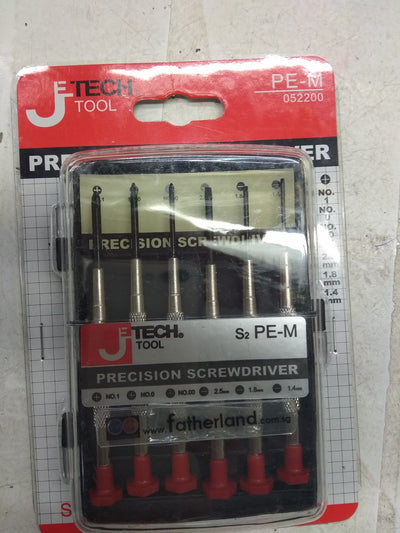 JETECH
TOOL
PE-M
052200
PRECISION SCREWDRIVER
NO.
1
NO.
1.8
mm
1.4
mm
PRECISION SCREWDRIVER
JETECH®
TOOL
S2 PE-M
PRECISION SCREWDRIVER
NO.1 NO.0 NO.00 2.5mm 1.8mm 1.4mm
www.fatherland.com.sg
S